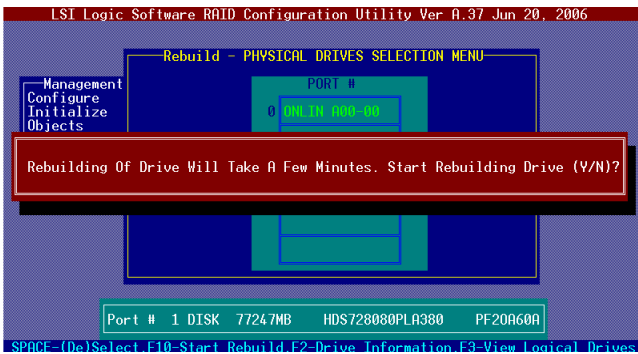 LSI Logic Software RAID Configuration Utility Ver A.37 Jun 20, 2006
Rebuild - PHYSICAL DRIVES SELECTION MENU
Management
PORT #
Configure
Initialize
0 ONLIN A00-00
Objects
Rebuilding Of Drive Will Take A Few Minutes. Start Rebuilding Drive (Y/N)?
Port # 1 DISK 77247MB HDS728080PLA380 PF2OA60A
SPACE-(De)Select,F10-Start Rebuild,F2-Drive Information,F3-View Logical Drives